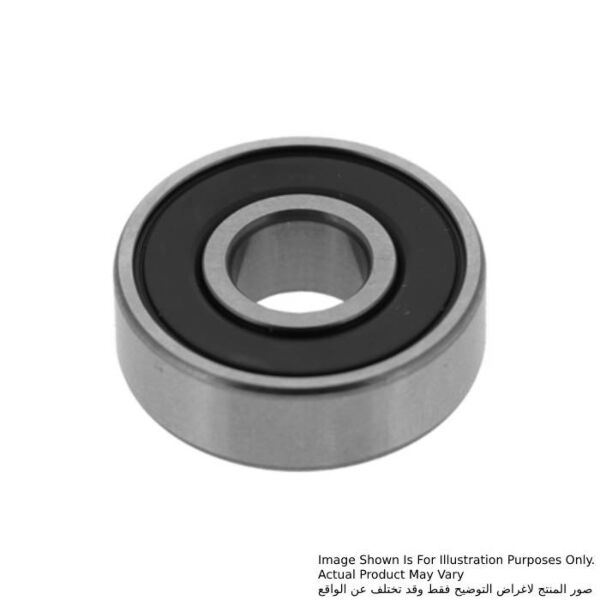 Image Shown Is For Illustration Purposes Only.
Actual Product May Vary
صور المنتج لاغراض التوضيح فقط وقد تختلف عن الواقع